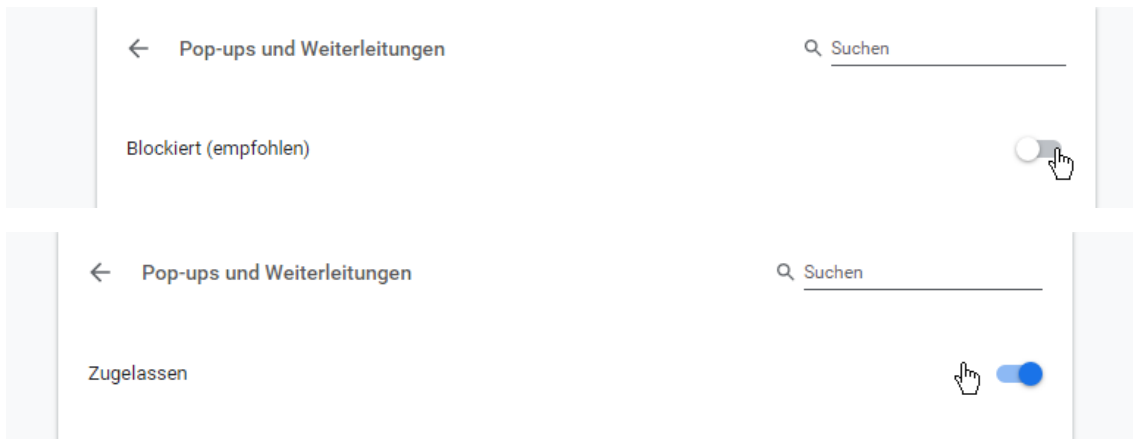 Pop-ups und Weiterleitungen
Suchen
Blockiert (empfohlen)
Pop-ups und Weiterleitungen
Suchen
Zugelassen